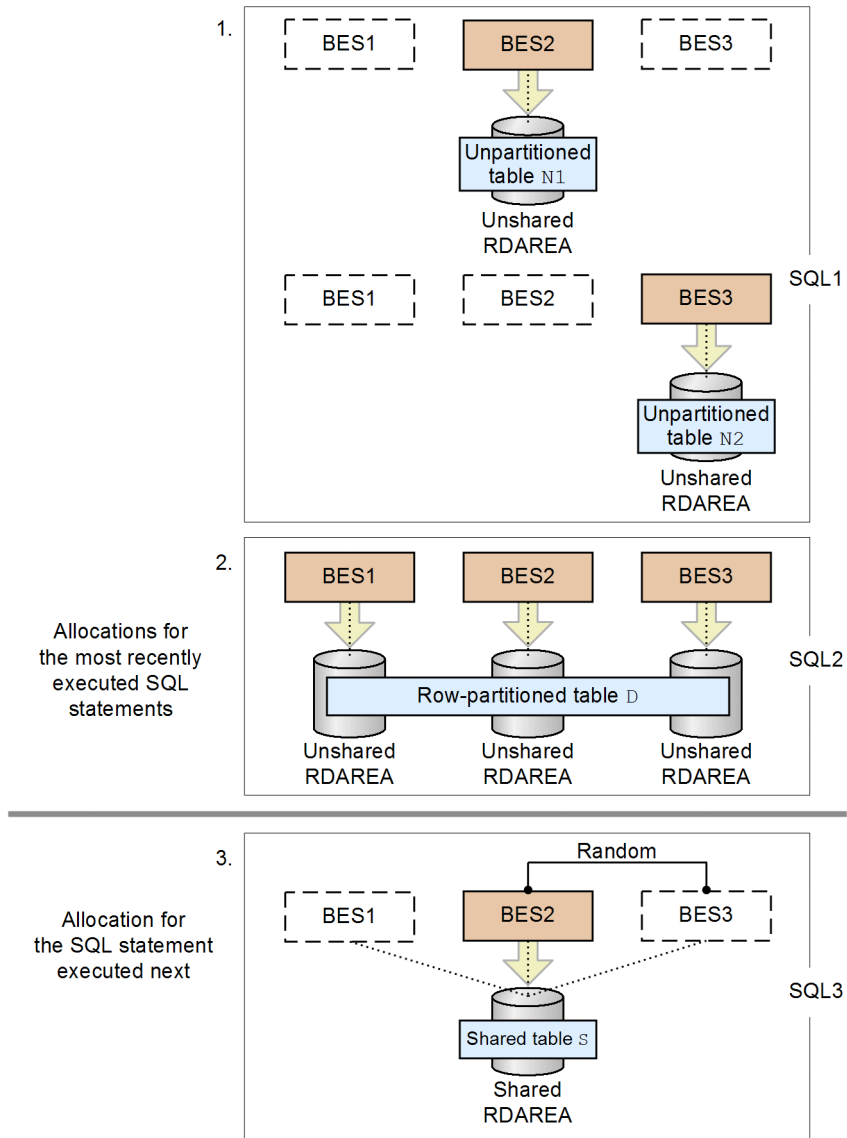 1.
BES1
BES2
BES3
Unpartitioned
table N1
Unshared
RDAREA
BES1
BES2
BES3
SQL1
Unpartitioned
table N2
Unshared
RDAREA
2.
BES1
BES2
BES3
Allocations for
the most recently
executed SQL
statements
SQL2
Row-partitioned table D
Unshared
RDAREA
Unshared
RDAREA
Unshared
RDAREA
3.
Random
BES1
BES2
BES3
Allocation for
the SQL statement
executed next
SQL3
Shared table S
Shared
RDAREA